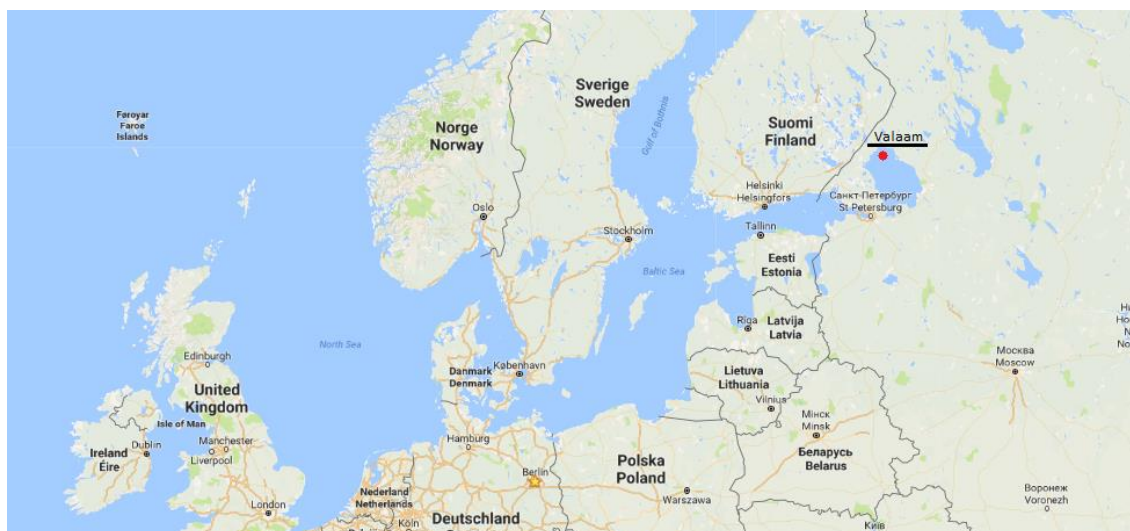 Føroyar
Faroe
Islands
Norge
Norway
Sverige
Sweden
Gulf of Bothnia
Suomi
Finland
Valaam
Helsinki
Helsingfors
Санкт-Петербург
St Petersburg
Oslo
Stockholm
Tallinn
Eesti
Estonia
Baltic Sea
Rīga
Latvija
Latvia
North Sea
Edinburgh
København
Danmark
Denmark
Lietuva
Lithuania
Vilnius
Москва
Moscow
United
Kingdom
Isle of Man
Мінск
Minsk
Dublin
Manchester
Liverpool
Hamburg
Беларусь
Belarus
Ireland
Éire
Polska
Poland
Berlin
Nederland
Netherlands
Warszawa
Воронеж
Voronezh
London
Köln
Deutschland
Київ